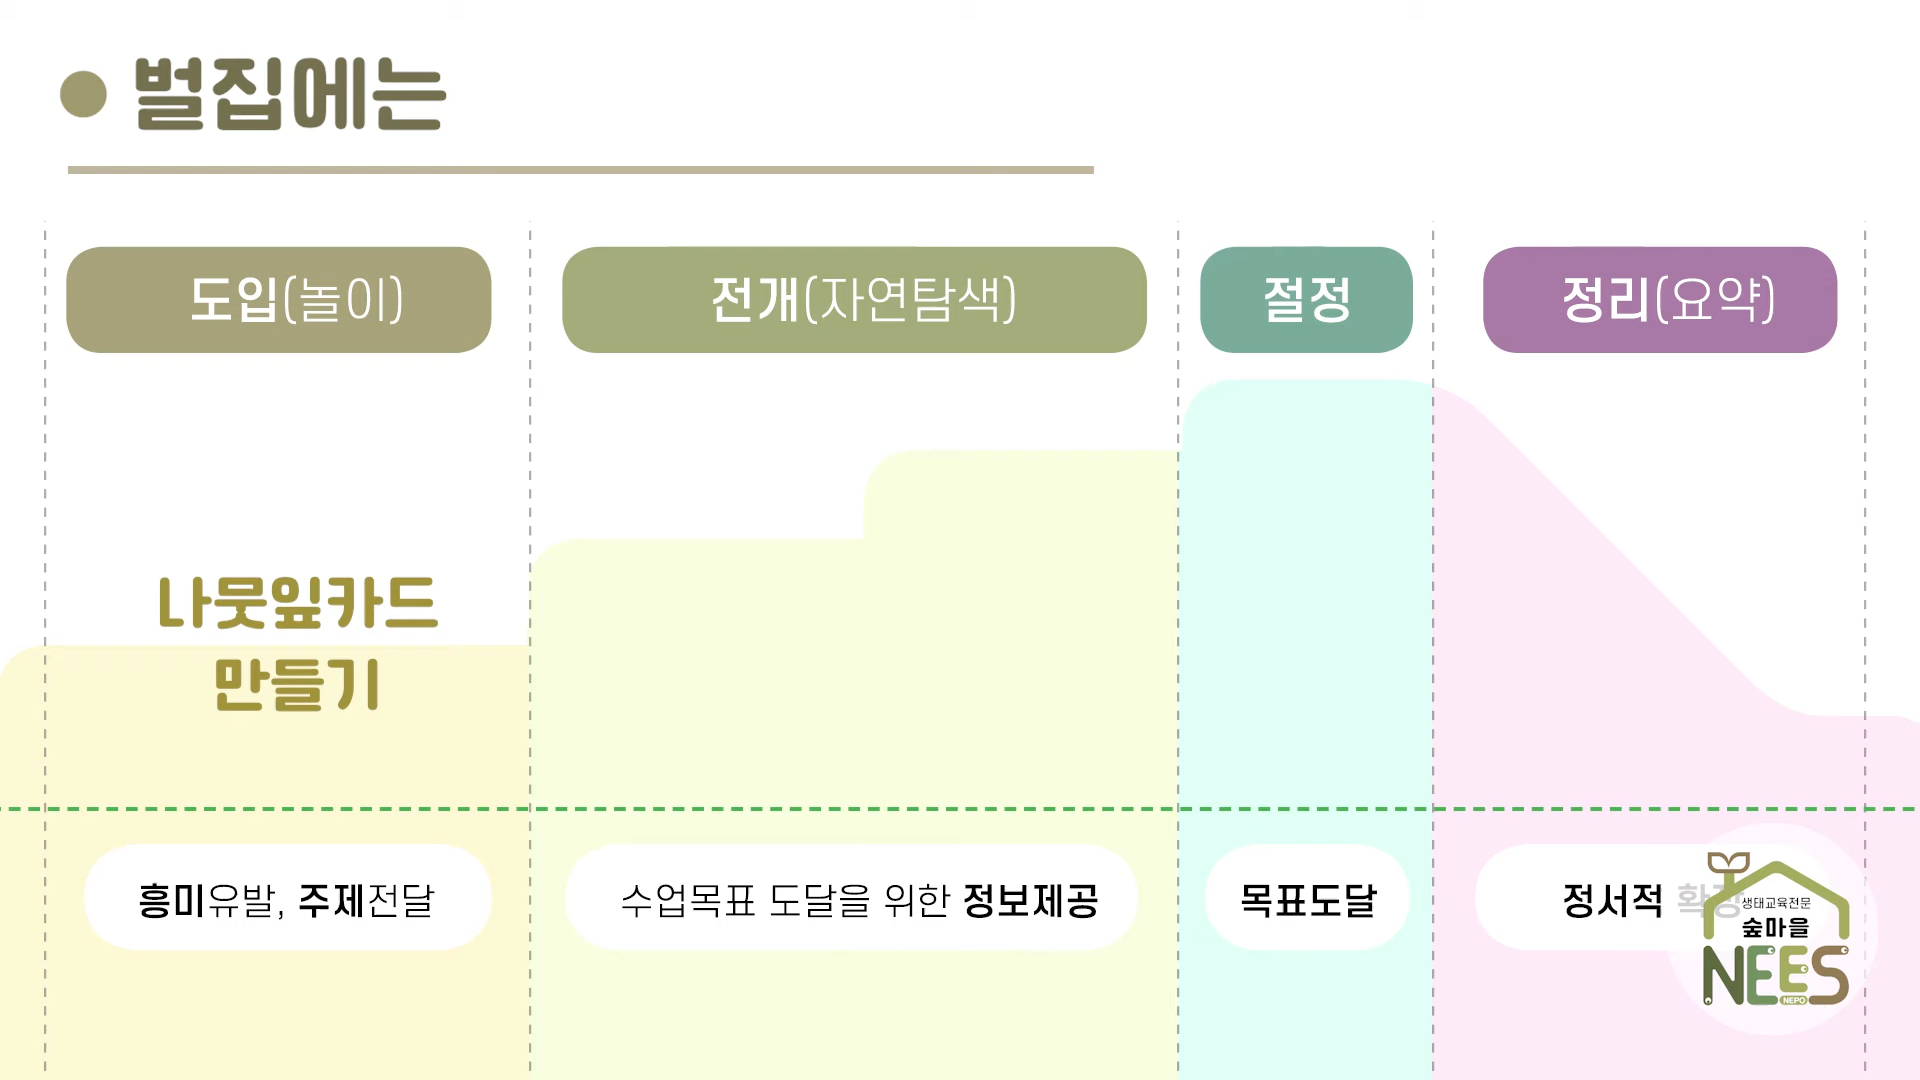 벌집에는
도입(놀이)
전개(자연탐색)
절정
정리(요약)
나뭇잎카드
만들기
흥미유발, 주제전달
수업목표 도달을 위한 정보제공
목표도달
정서적 확장
생태교육전문
숲마을
NEES
NEPO